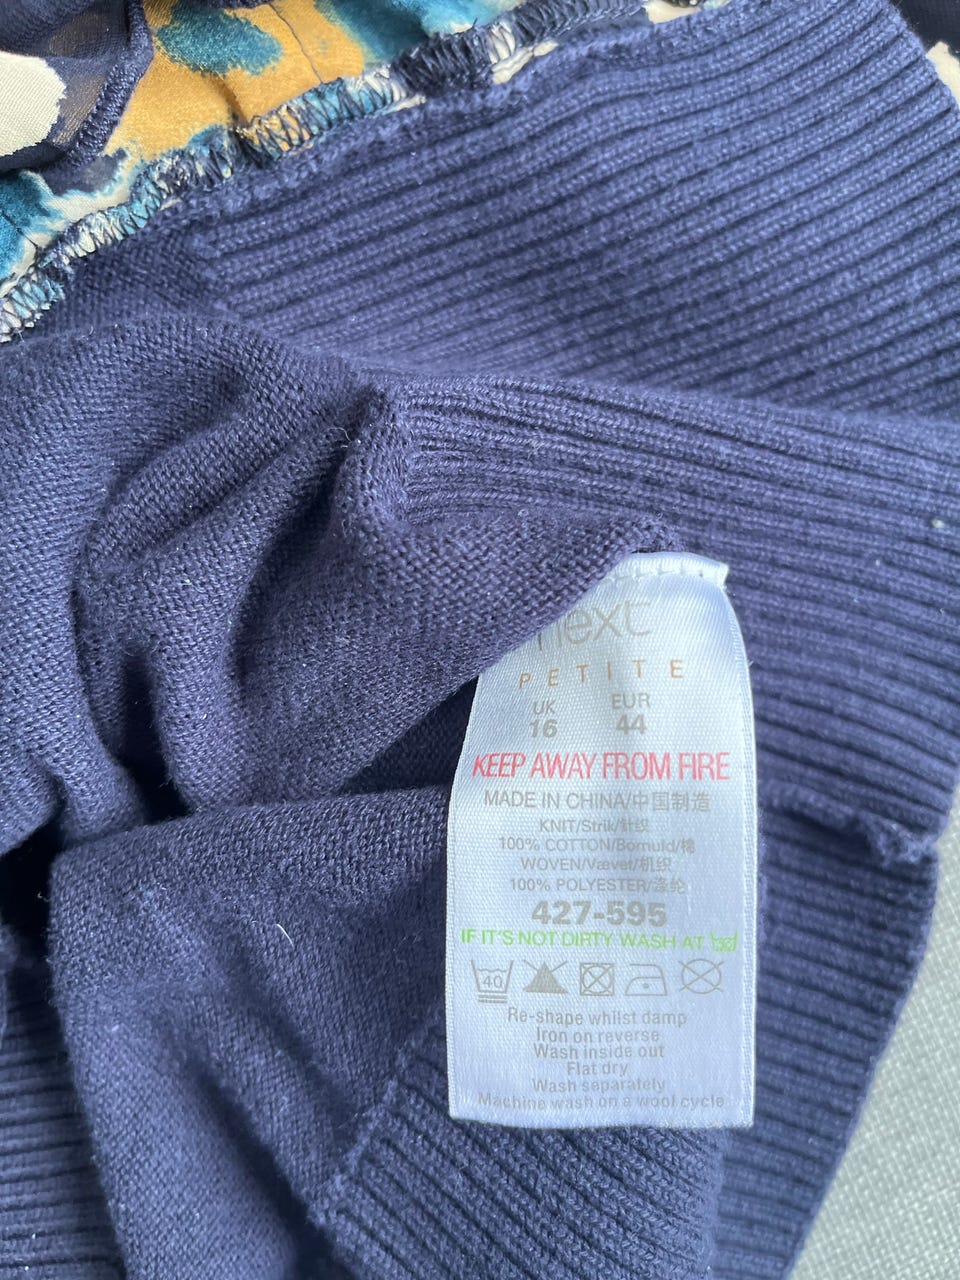 next
PETITE
UK EUR
16 44
KEEP AWAY FROM FIRE
MADE IN CHINA/中国制造
KNIT/Strik/针织
100% COTTON/Bomuld/棉
WOVEN/Vævet/机织
100% POLYESTER/涤纶
427-595
IF IT'S NOT DIRTY WASH AT 30
40
Re-shape whilst damp
Iron on reverse
Wash inside out
Flat dry
Wash separately
Machine wash on a wool cycle